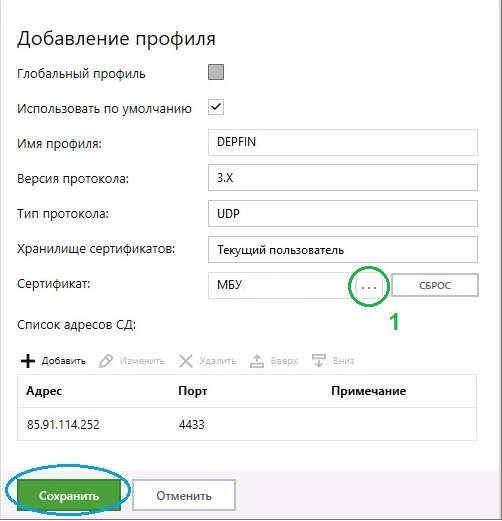 Добавление профиля
Глобальный профиль
Использовать по умолчанию
Имя профиля: DEPFIN
Версия протокола: 3.X
Тип протокола: UDP
Хранилище сертификатов: Текущий пользователь
Сертификат: МБУ ... СБРОС
1
Список адресов СД:
Добавить Изменить Удалить Вверх Вниз
Адрес Порт Примечание
85.91.114.252 4433
Сохранить Отменить